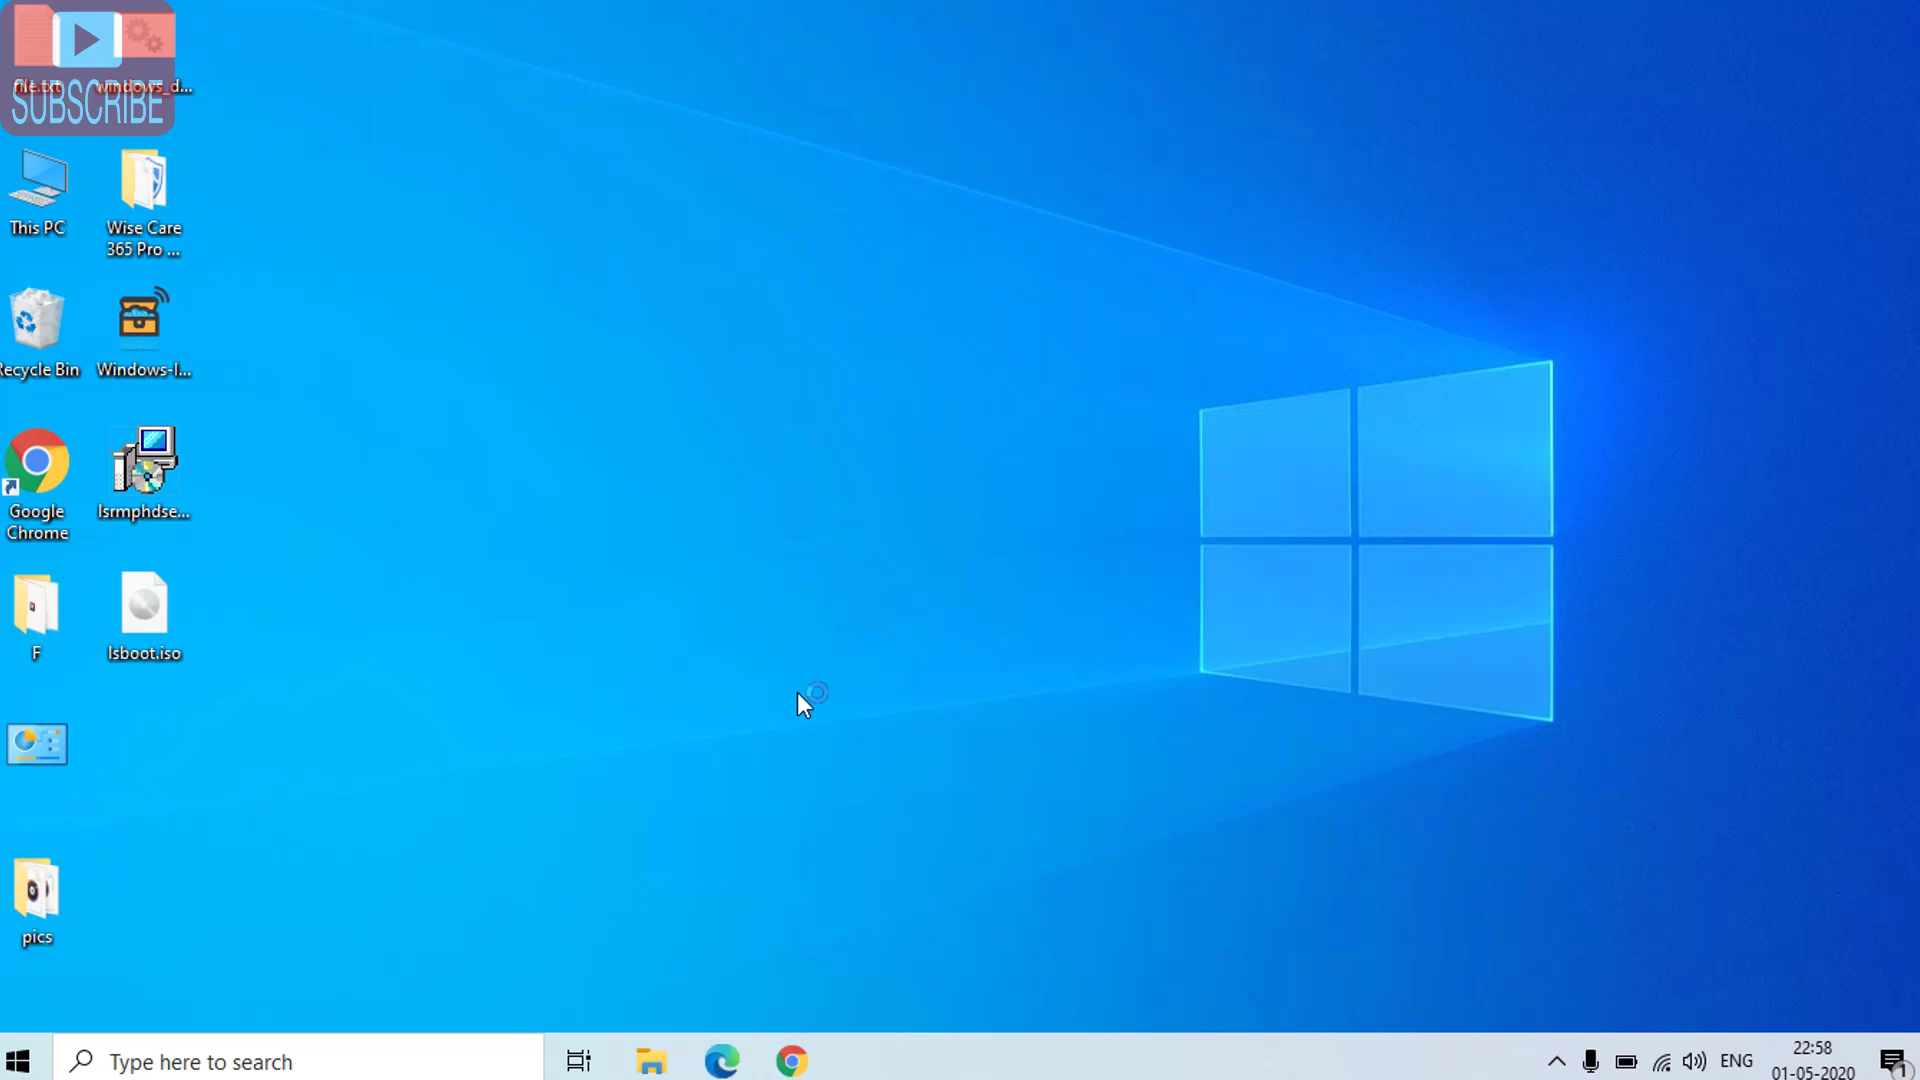 file.txt
windows_d...
SUBSCRIBE
This PC
Wise Care
365 Pro ...
Recycle Bin
Windows-I...
Google
Chrome
lsrmphdse...
F
lsboot.iso
pics
Type here to search
ENG
22:58
01-05-2020
1